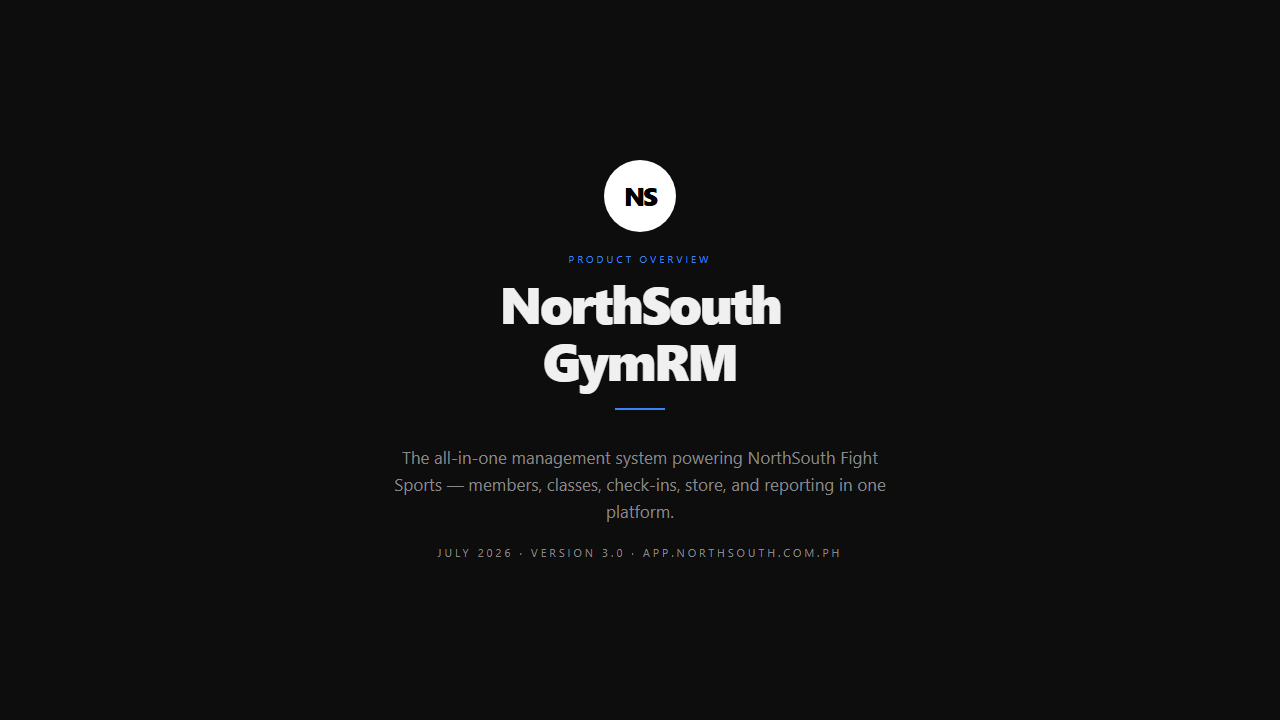 NS
PRODUCT OVERVIEW
NorthSouth
GymRM
The all-in-one management system powering NorthSouth Fight
Sports — members, classes, check-ins, store, and reporting in one
platform.
JULY 2026 · VERSION 3.0 · APP.NORTHSOUTH.COM.PH